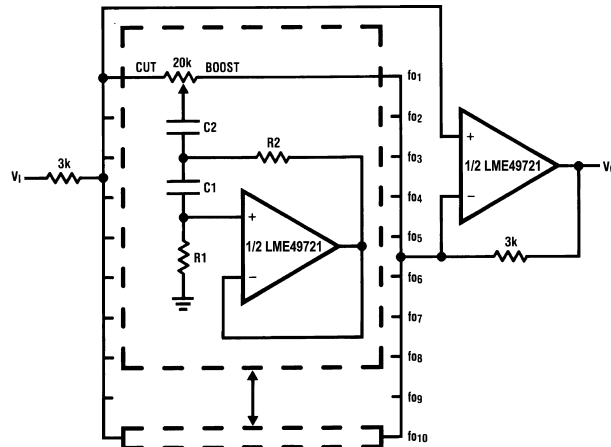 CUT 20k BOOST
fo1
C2
fo2
R2
fo3
C1
fo4
VI 3k
+
1/2 LME49721
−
R1
fo5
fo6
fo7
fo8
fo9
fo10
+
1/2 LME49721
−
3k